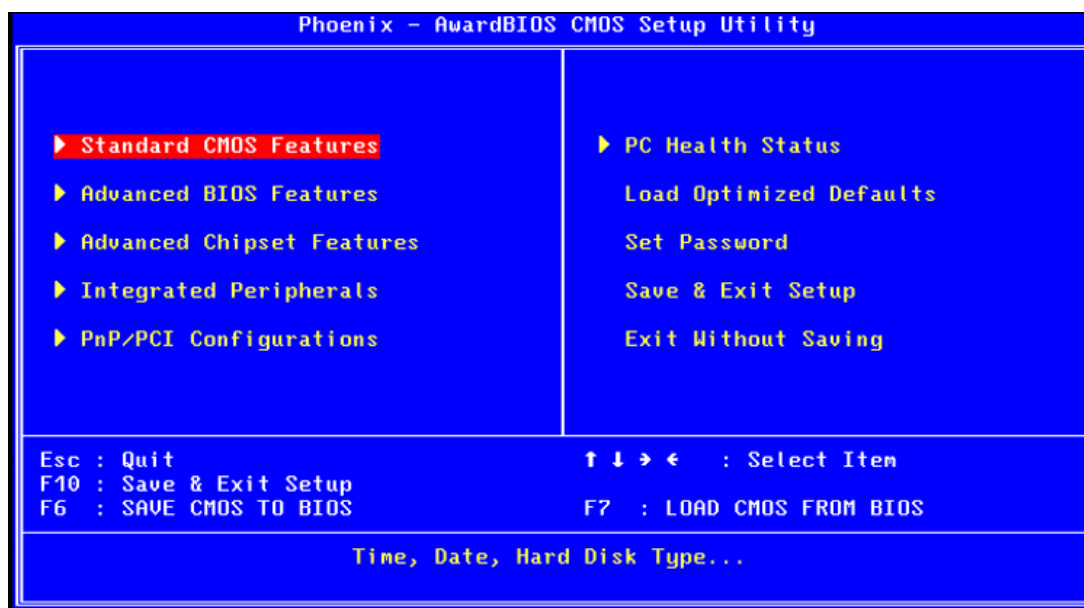 Phoenix - AwardBIOS CMOS Setup Utility
▶ Standard CMOS Features
▶ Advanced BIOS Features
▶ Advanced Chipset Features
▶ Integrated Peripherals
▶ PnP/PCI Configurations
▶ PC Health Status
Load Optimized Defaults
Set Password
Save & Exit Setup
Exit Without Saving
Esc : Quit
F10 : Save & Exit Setup
F6 : SAVE CMOS TO BIOS
↑ ↓ → ← : Select Item
F7 : LOAD CMOS FROM BIOS
Time, Date, Hard Disk Type...